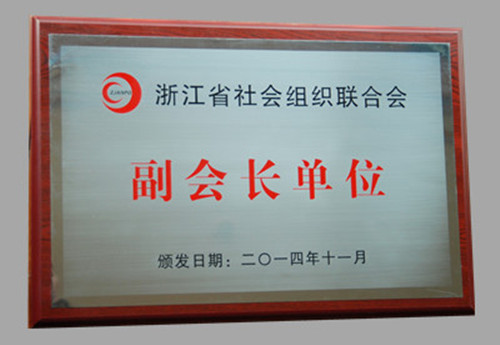 浙江省社会组织联合会
副会长单位
颁发日期：二〇一四年十一月